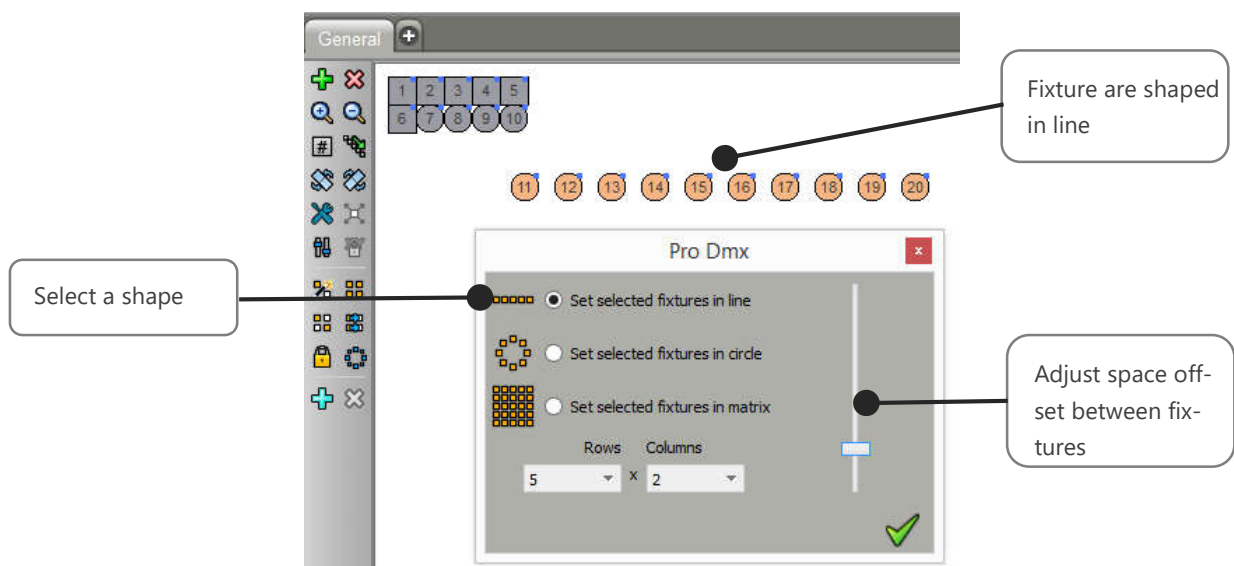 General
1 2 3 4 5
6 7 8 9 10
Fixture are shaped
in line
11 12 13 14 15 16 17 18 19 20
Pro Dmx
x
#
Select a shape
Set selected fixtures in line
Set selected fixtures in circle
Set selected fixtures in matrix
Rows Columns
5 x 2
Adjust space off-
set between fix-
tures